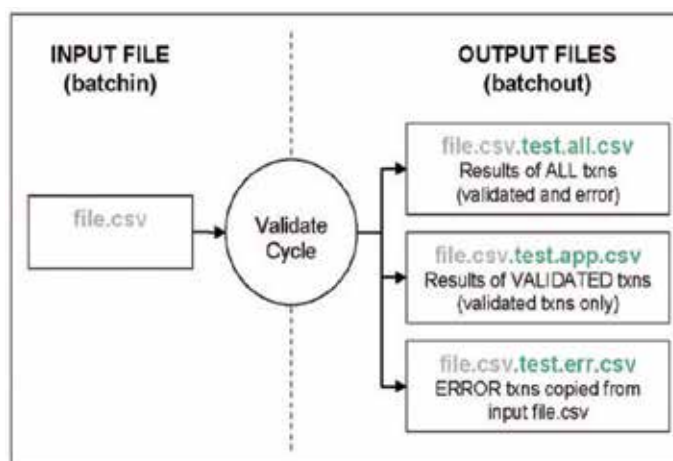 INPUT FILE
(batchin)
file.csv
Validate
Cycle
OUTPUT FILES
(batchout)
file.csv.test.all.csv
Results of ALL txns
(validated and error)
file.csv.test.app.csv
Results of VALIDATED txns
(validated txns only)
file.csv.test.err.csv
ERROR txns copied from
input file.csv